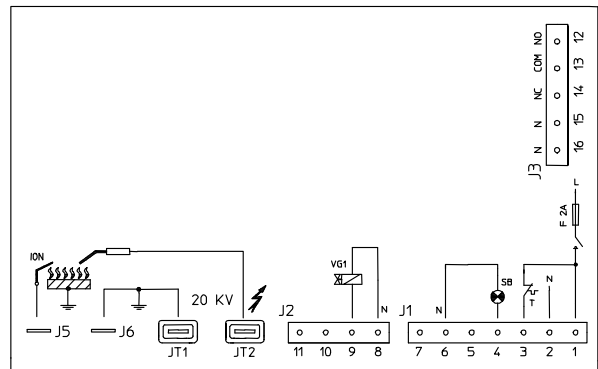 NO 12
COM 13
NC 14
N 15
N 16
J3
L
F 2A
ION
20 KV
VG1
N
J2
N
SB
T
N
J1
J5
J6
JT1
JT2
11 10 9 8
7 6 5 4 3 2 1